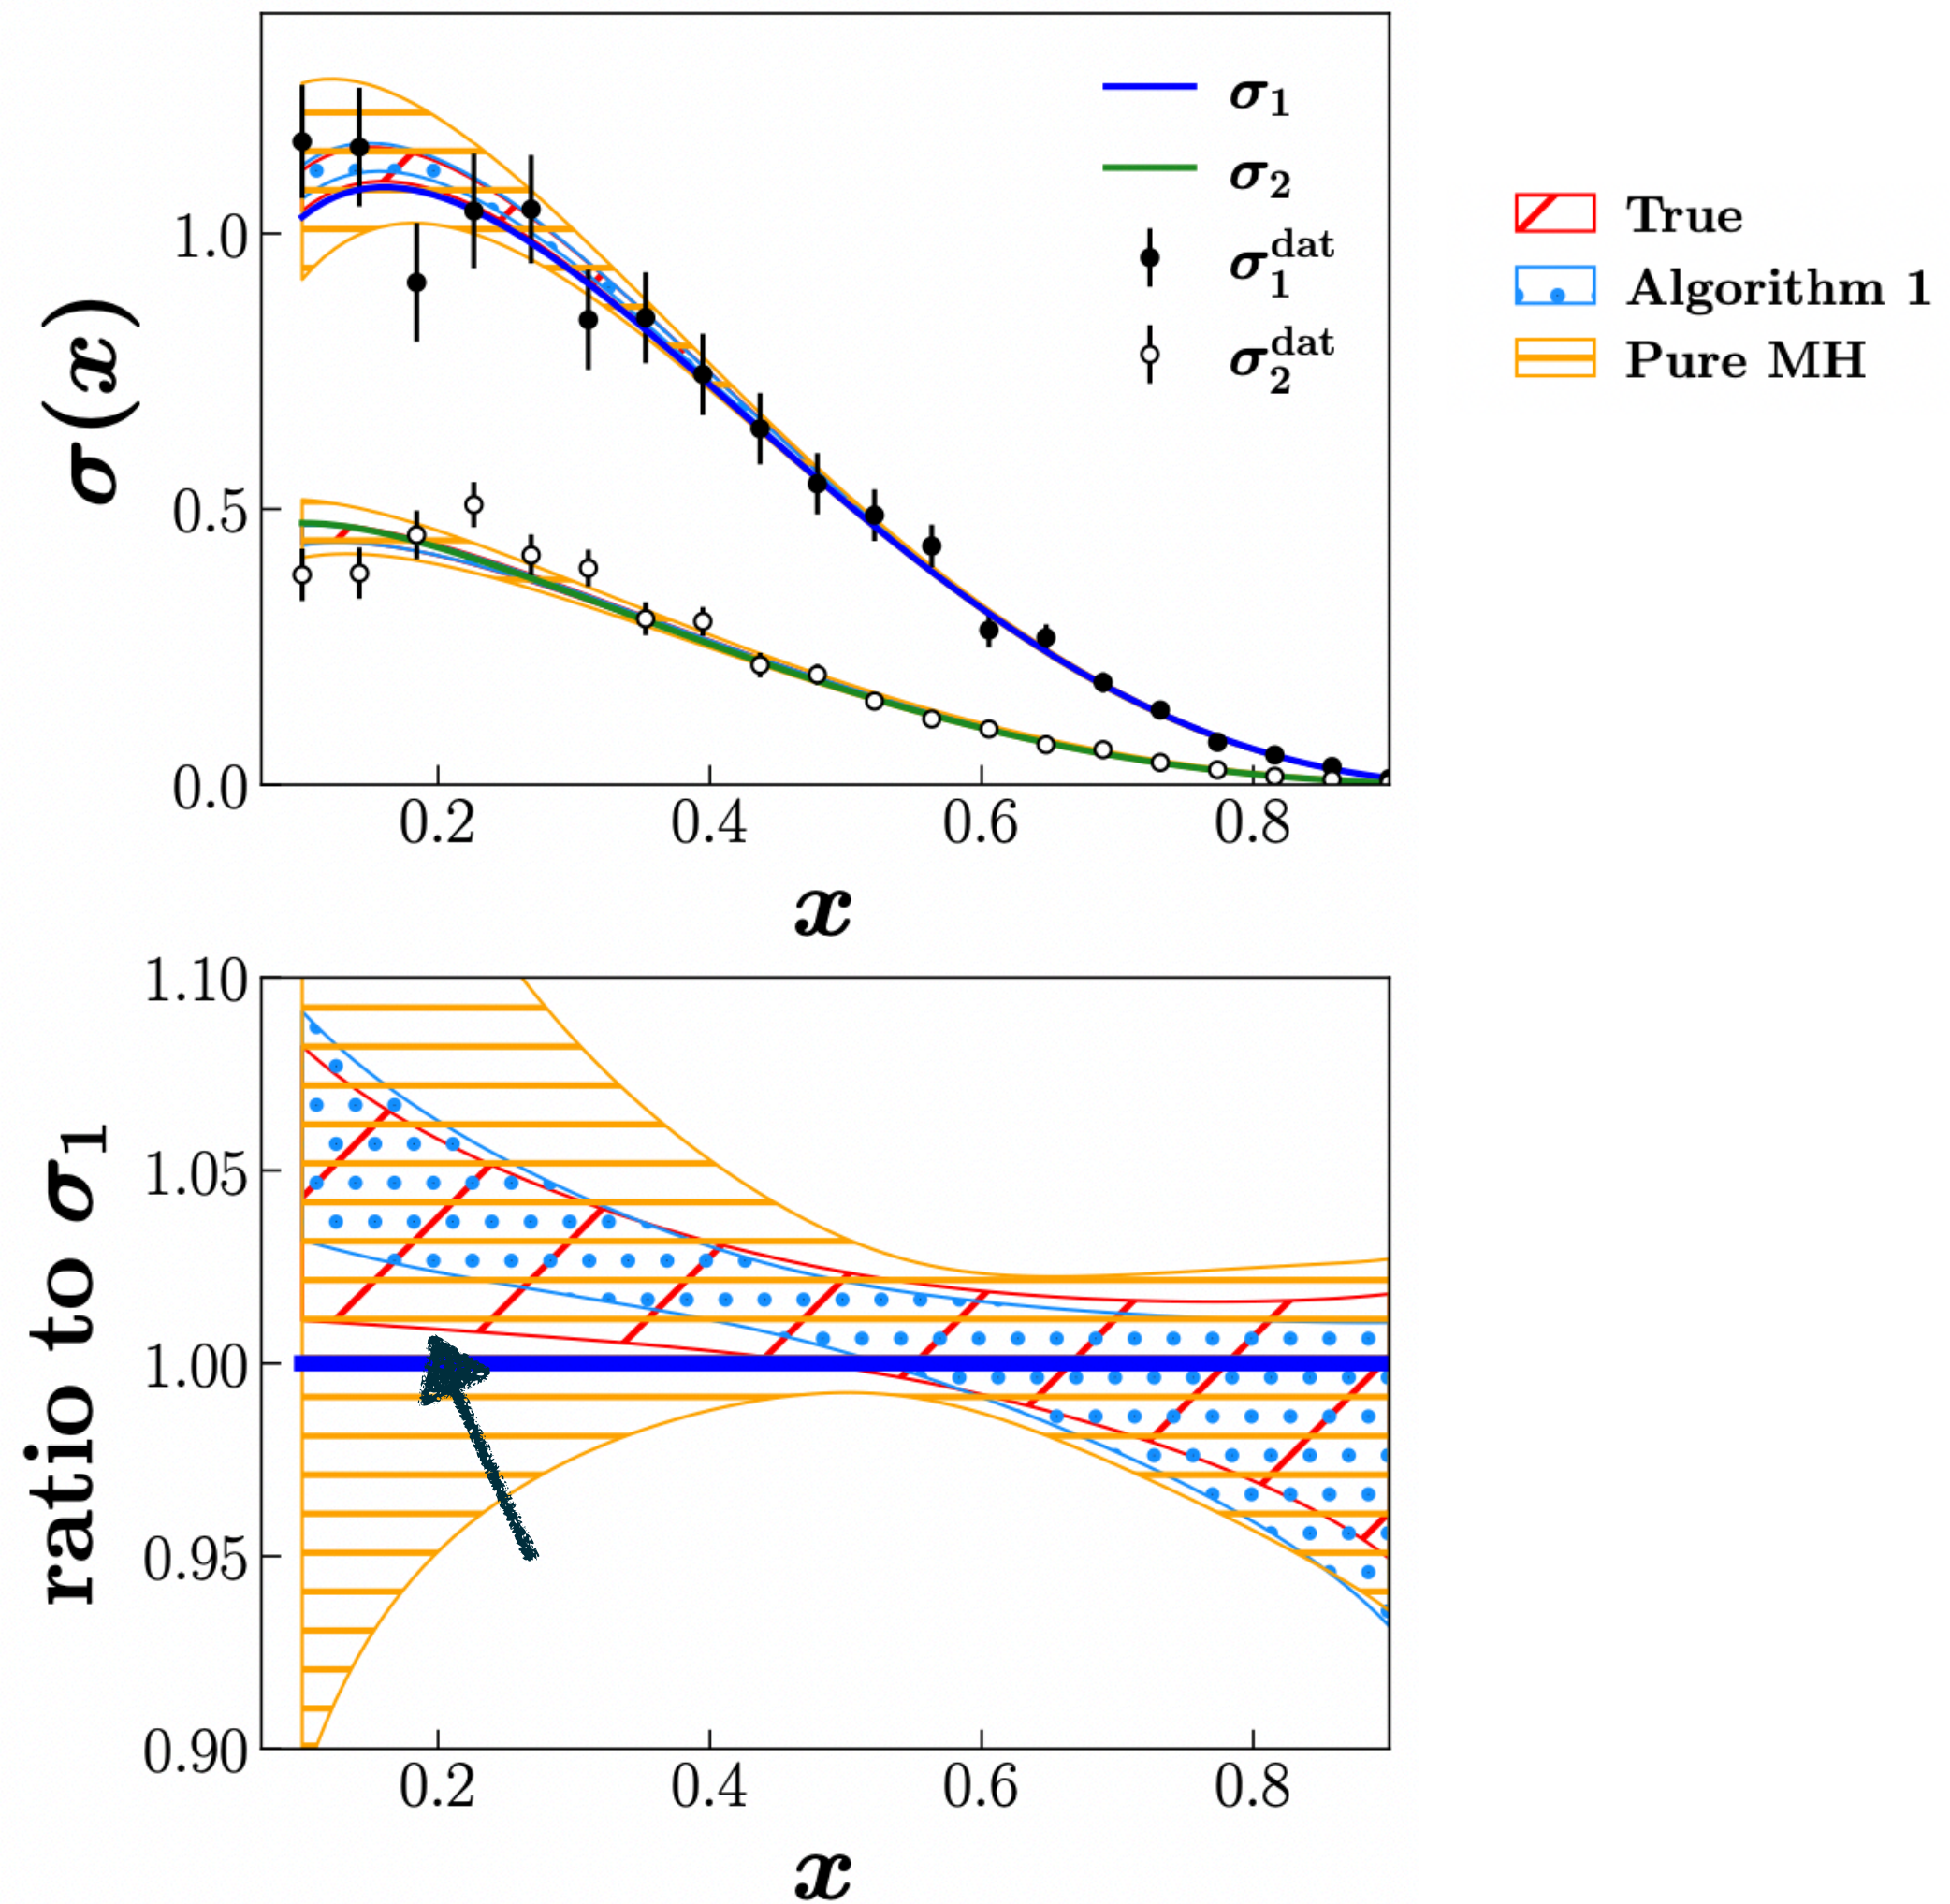 σ(x)
1.0
0.5
0.0
0.2 0.4 0.6 0.8
x
σ₁
σ₂
σ₁^dat
σ₂^dat
True
Algorithm 1
Pure MH
ratio to σ₁
1.10
1.05
1.00
0.95
0.90
0.2 0.4 0.6 0.8
x